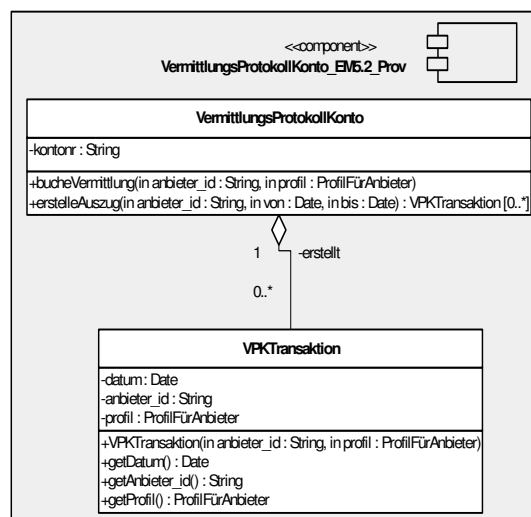 <<component>>
VermittlungsProtokollKonto_EM5.2_Prov
VermittlungsProtokollKonto
-kontonr : String
+bucheVermittlung(in anbieter_id : String, in profil : ProfilFürAnbieter)
+erstelleAuszug(in anbieter_id : String, in von : Date, in bis : Date) : VPKTransaktion [0..*]
1 -erstellt
0..*
VPKTransaktion
-datum : Date
-anbieter_id : String
-profil : ProfilFürAnbieter
+VPKTransaktion(in anbieter_id : String, in profil : ProfilFürAnbieter)
+getDatum() : Date
+getAnbieter_id() : String
+getProfil() : ProfilFürAnbieter